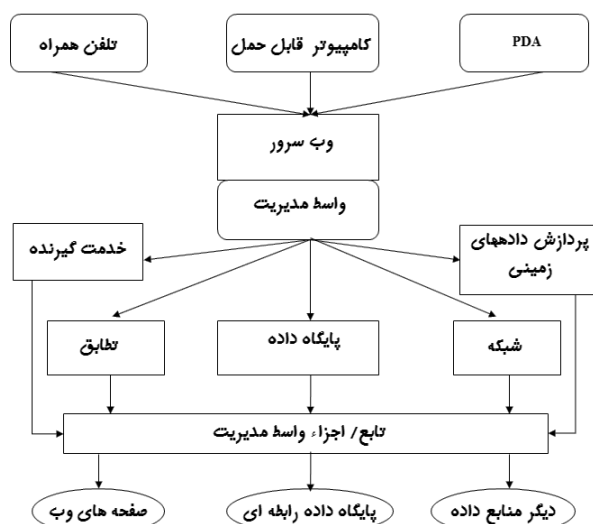 تلفن همراه
کامپیوتر قابل حمل
PDA
وب سرور
واسط مدیریت
خدمت گیرنده
پردازش دادههای
زمینی
تطابق
پایگاه داده
شبکه
تابع/ اجزاء واسط مدیریت
صفحه های وب
پایگاه داده رابطه ای
دیگر منابع داده